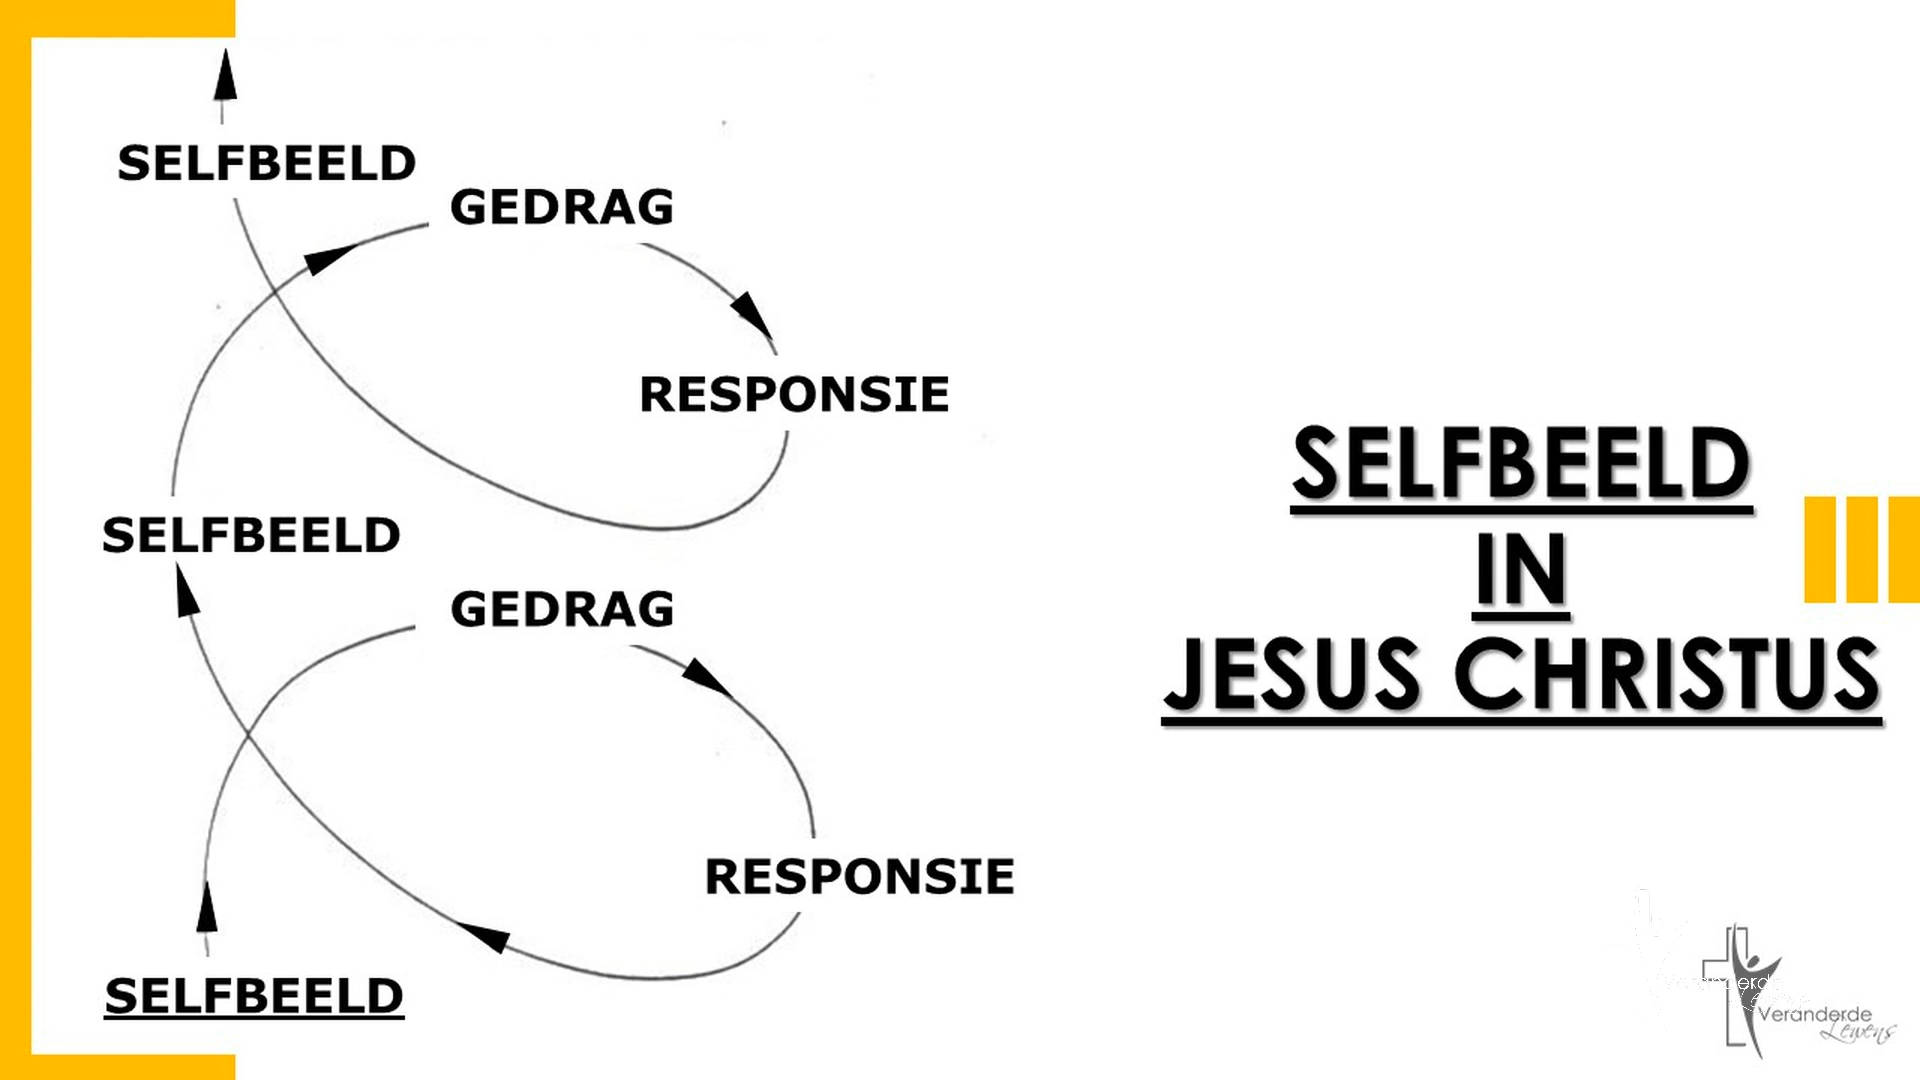 SELFBEELD
GEDRAG
RESPONSIE
SELFBEELD
GEDRAG
RESPONSIE
SELFBEELD
SELFBEELD
IN
JESUS CHRISTUS
Veranderde
Lewens